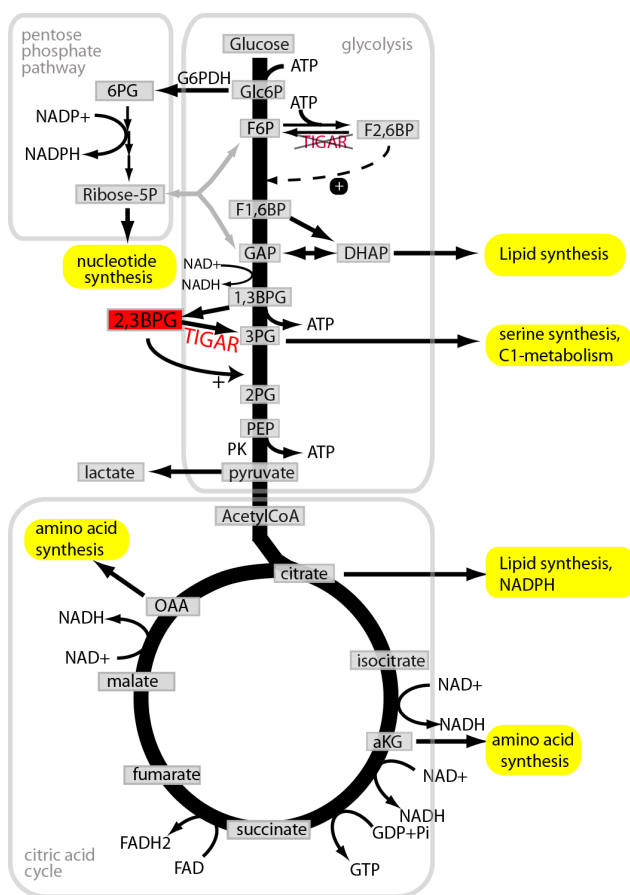 pentose
phosphate
pathway
glycolysis
Glucose
ATP
G6PDH
6PG
Glc6P
ATP
NADP+
F6P
F2,6BP
TIGAR
NADPH
+
Ribose-5P
F1,6BP
nucleotide
synthesis
NAD+
GAP
DHAP
Lipid synthesis
NADH
1,3BPG
2,3BPG
ATP
TIGAR
3PG
serine synthesis,
C1-metabolism
+
2PG
PEP
PK
ATP
lactate
pyruvate
AcetylCoA
amino acid
synthesis
citrate
Lipid synthesis,
NADPH
OAA
NADH
NAD+
isocitrate
malate
NAD+
NADH
aKG
amino acid
synthesis
fumarate
NAD+
NADH
succinate
GDP+Pi
FADH2
FAD
GTP
citric acid
cycle